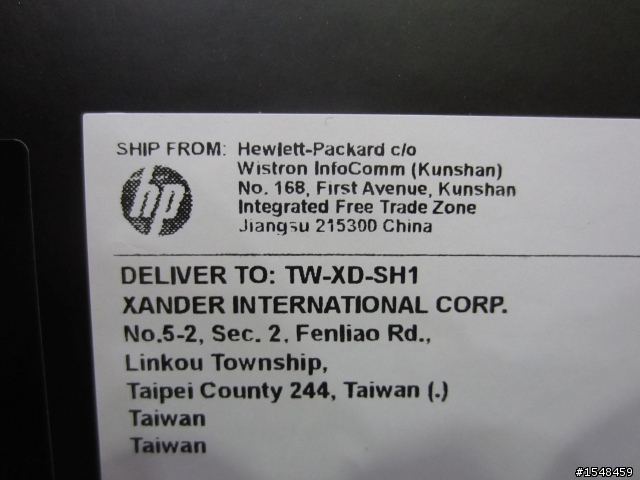 SHIP FROM: Hewlett-Packard c/o
Wistron InfoComm (Kunshan)
No. 168, First Avenue, Kunshan
Integrated Free Trade Zone
Jiangsu 215300 China
hp
DELIVER TO: TW-XD-SH1
XANDER INTERNATIONAL CORP.
No.5-2, Sec. 2, Fenliao Rd.,
Linkou Township,
Taipei County 244, Taiwan (.)
Taiwan
Taiwan
#1548459